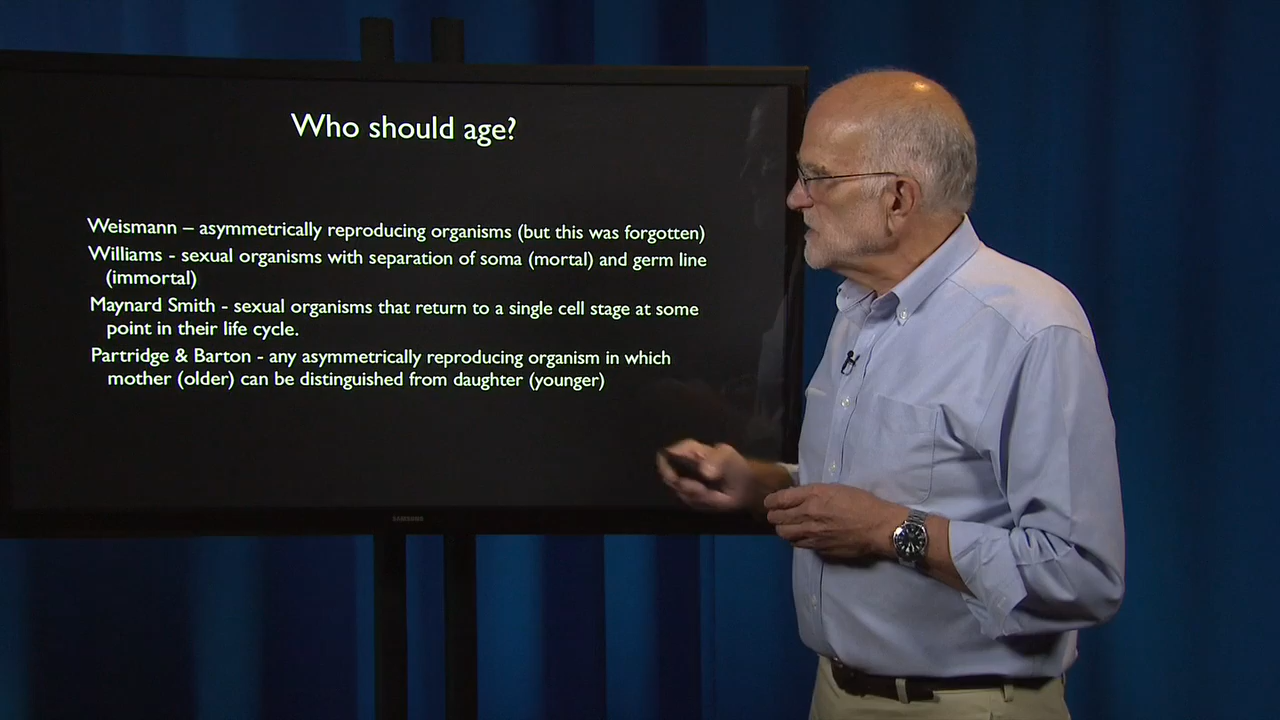 Who should age?
Weismann – asymmetrically reproducing organisms (but this was forgotten)
Williams - sexual organisms with separation of soma (mortal) and germ line
(immortal)
Maynard Smith - sexual organisms that return to a single cell stage at some
point in their life cycle.
Partridge & Barton - any asymmetrically reproducing organism in which
mother (older) can be distinguished from daughter (younger)
SAMSUNG